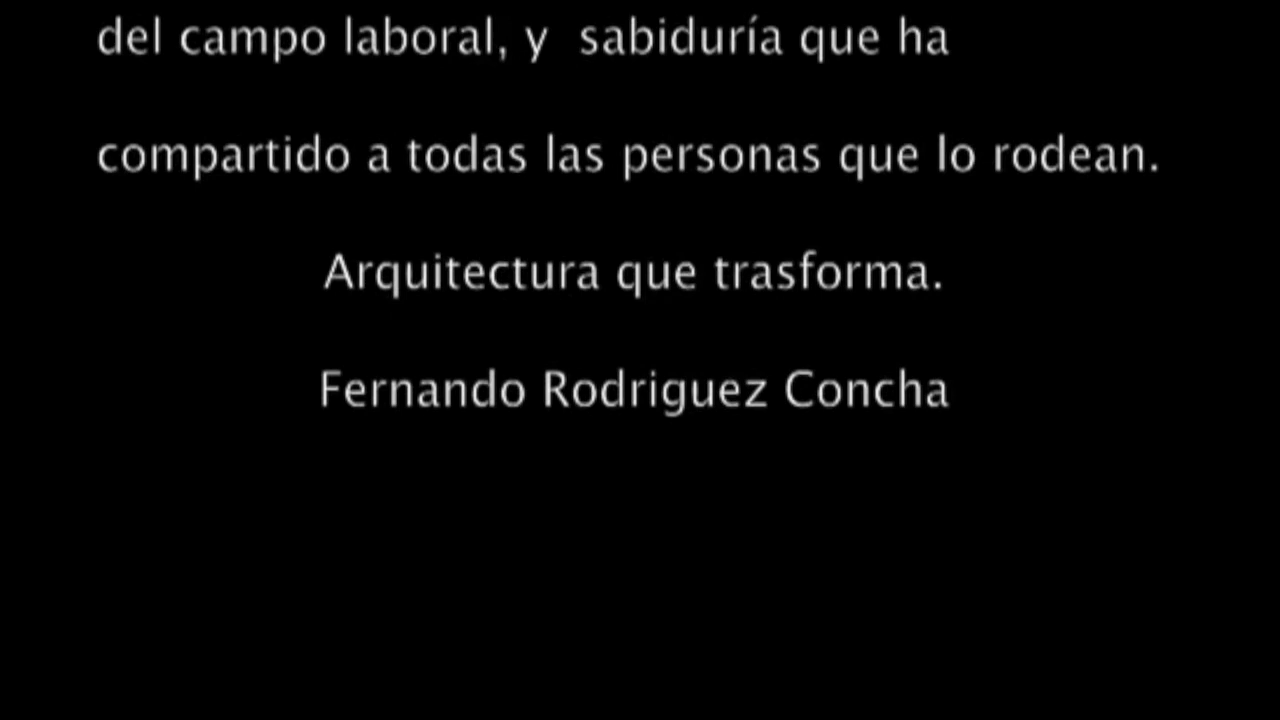 del campo laboral, y  sabiduría que ha
compartido a todas las personas que lo rodean.
Arquitectura que trasforma.
Fernando Rodriguez Concha